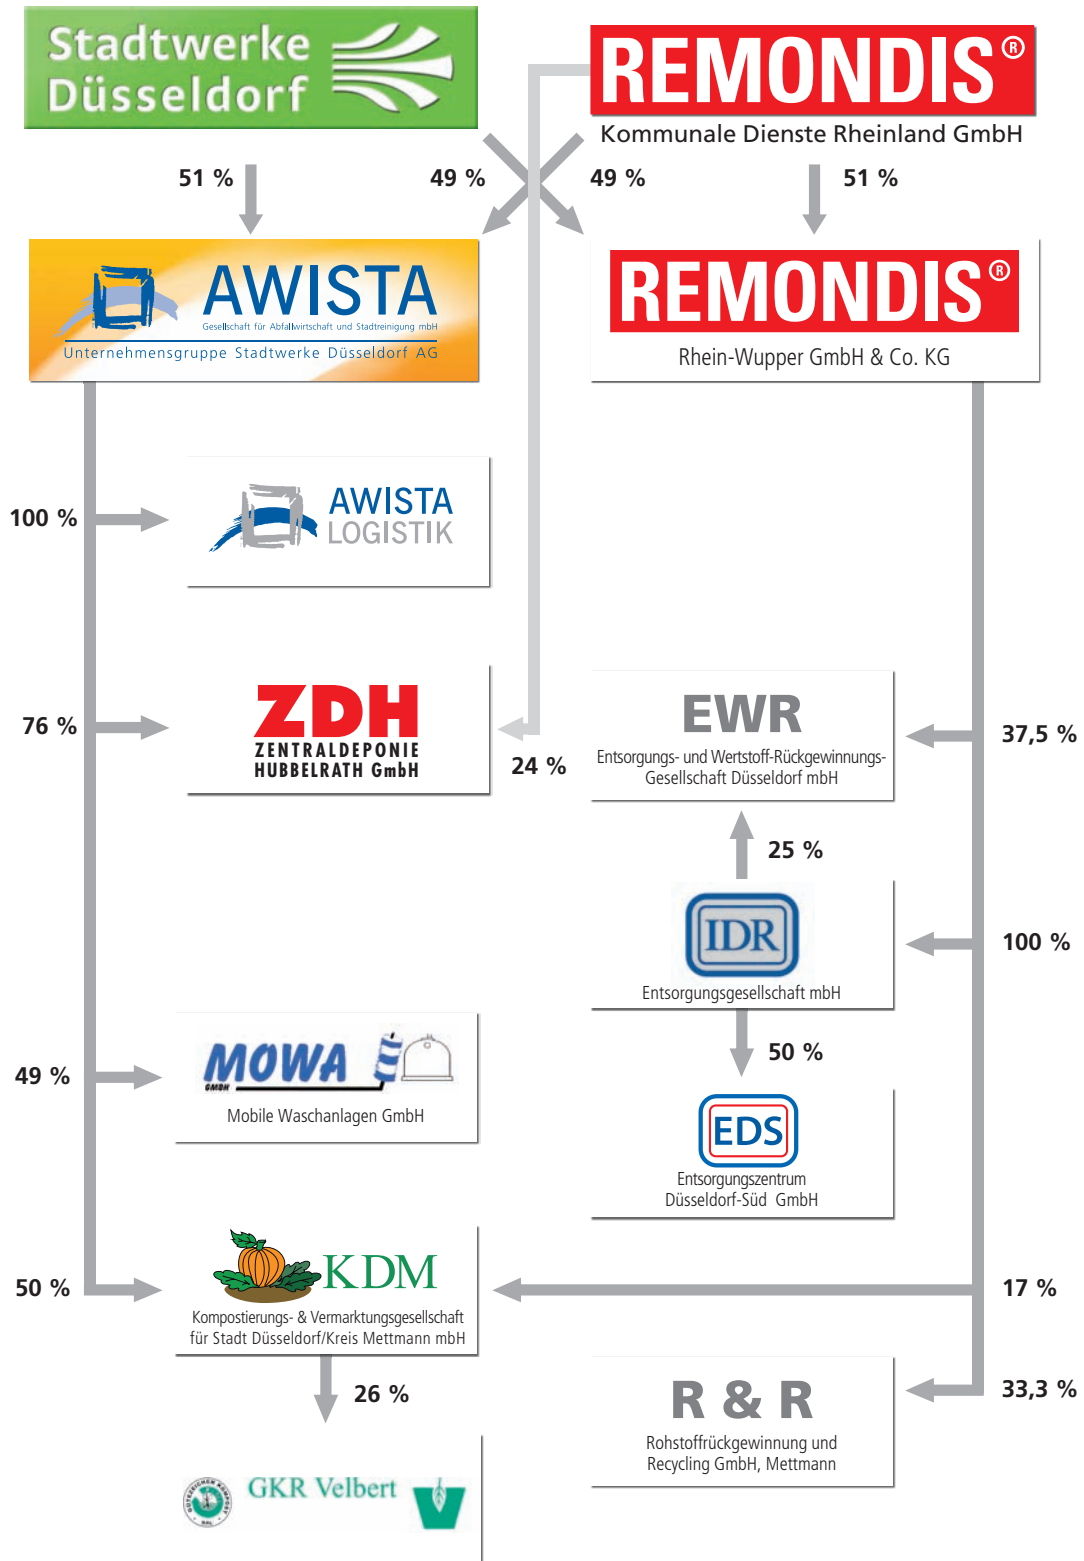 Stadtwerke
Düsseldorf
REMONDIS®
Kommunale Dienste Rheinland GmbH
51 %
49 %
49 %
51 %
AWISTA
Gesellschaft für Abfallwirtschaft und Stadtreinigung mbH
Unternehmensgruppe Stadtwerke Düsseldorf AG
REMONDIS®
Rhein-Wupper GmbH & Co. KG
100 %
AWISTA
LOGISTIK
76 %
ZDH
ZENTRALDEPONIE
HUBBELRATH GmbH
24 %
EWR
Entsorgungs- und Wertstoff-Rückgewinnungs-
Gesellschaft Düsseldorf mbH
37,5 %
25 %
IDR
Entsorgungsgesellschaft mbH
100 %
50 %
49 %
MOWA
GMBH
Mobile Waschanlagen GmbH
EDS
Entsorgungszentrum
Düsseldorf-Süd GmbH
50 %
KDM
Kompostierungs- & Vermarktungsgesellschaft
für Stadt Düsseldorf/Kreis Mettmann mbH
17 %
26 %
R & R
Rohstoffrückgewinnung und
Recycling GmbH, Mettmann
33,3 %
GKR Velbert
GÜTEZEICHEN KOMPOST
RAL